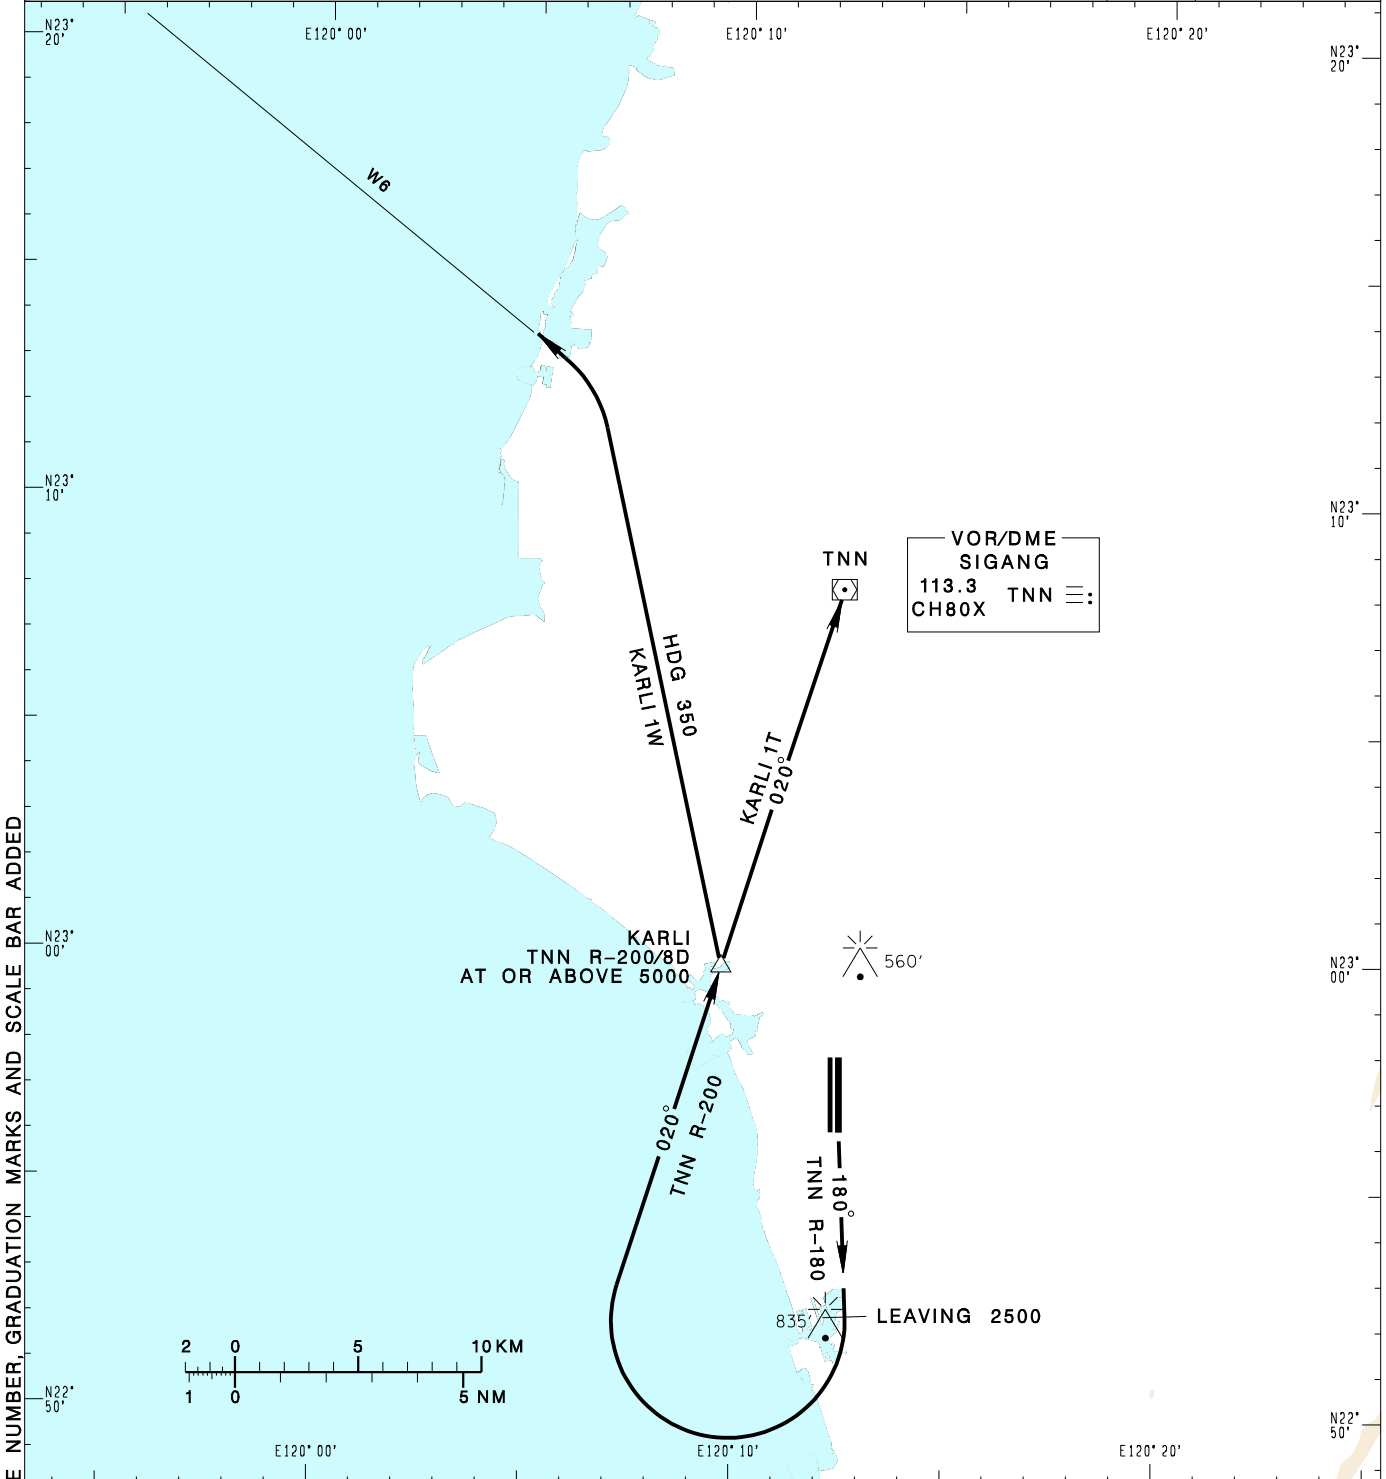 N23°
20'
E120° 00'
E120° 10'
E120° 20'
N23°
20'
W6
N23°
10'
N23°
10'
TNN
VOR/DME
SIGANG
113.3
CH80X
TNN
HDG 350
KARLI 1W
KARLI 1T
020°
N23°
00'
KARLI
TNN R-200/8D
AT OR ABOVE 5000
560'
N23°
00'
020°
TNN R-200
180°
TNN R-180
835'
LEAVING 2500
2 0 5 10 KM
1 0 5 NM
N22°
50'
N22°
50'
E120° 00'
E120° 10'
E120° 20'
E NUMBER, GRADUATION MARKS AND SCALE BAR ADDED